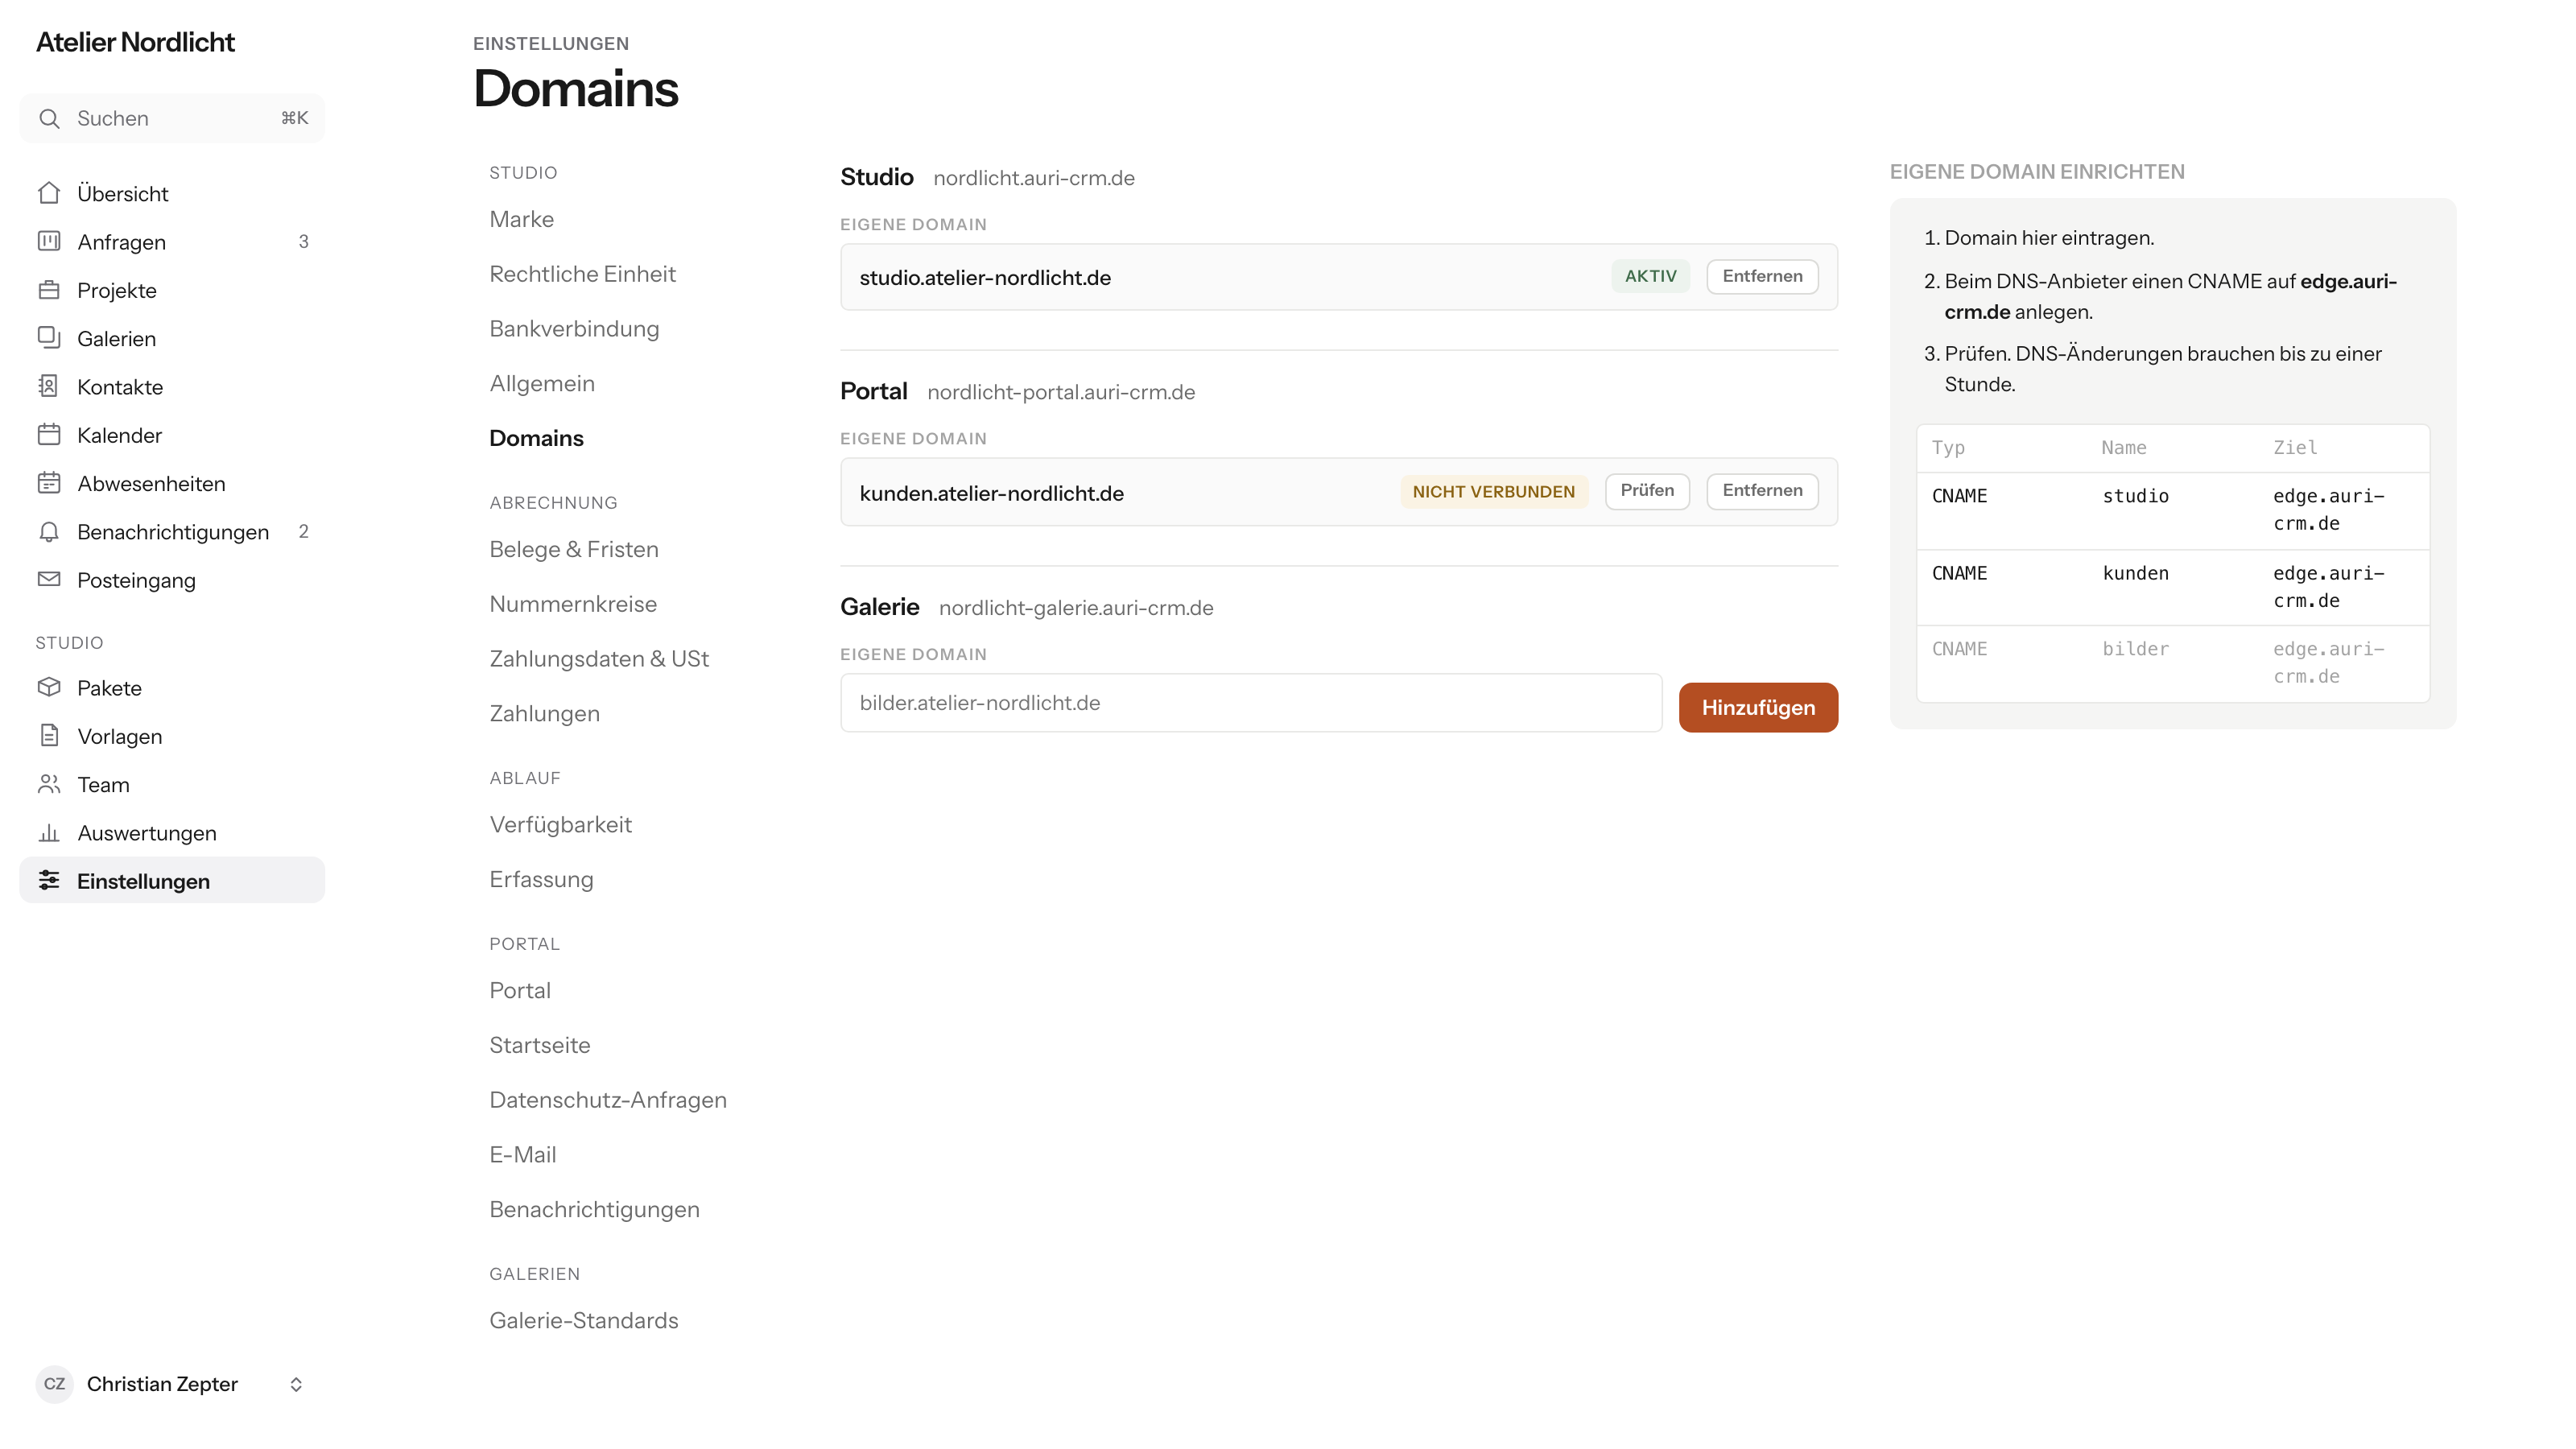 Atelier Nordlicht
Suchen ⌘K
Übersicht
Anfragen 3
Projekte
Galerien
Kontakte
Kalender
Abwesenheiten
Benachrichtigungen 2
Posteingang
STUDIO
Pakete
Vorlagen
Team
Auswertungen
Einstellungen
CZ Christian Zepter
EINSTELLUNGEN
Domains
STUDIO
Marke
Rechtliche Einheit
Bankverbindung
Allgemein
Domains
ABRECHNUNG
Belege & Fristen
Nummernkreise
Zahlungsdaten & USt
Zahlungen
ABLAUF
Verfügbarkeit
Erfassung
PORTAL
Portal
Startseite
Datenschutz-Anfragen
E-Mail
Benachrichtigungen
GALERIEN
Galerie-Standards
Studio nordlicht.auri-crm.de
EIGENE DOMAIN
studio.atelier-nordlicht.de AKTIV Entfernen
Portal nordlicht-portal.auri-crm.de
EIGENE DOMAIN
kunden.atelier-nordlicht.de NICHT VERBUNDEN Prüfen Entfernen
Galerie nordlicht-galerie.auri-crm.de
EIGENE DOMAIN
bilder.atelier-nordlicht.de Hinzufügen
EIGENE DOMAIN EINRICHTEN
1. Domain hier eintragen.
2. Beim DNS-Anbieter einen CNAME auf edge.auri-
crm.de anlegen.
3. Prüfen. DNS-Änderungen brauchen bis zu einer
Stunde.
Typ Name Ziel
CNAME studio edge.auri-
crm.de
CNAME kunden edge.auri-
crm.de
CNAME bilder edge.auri-
crm.de